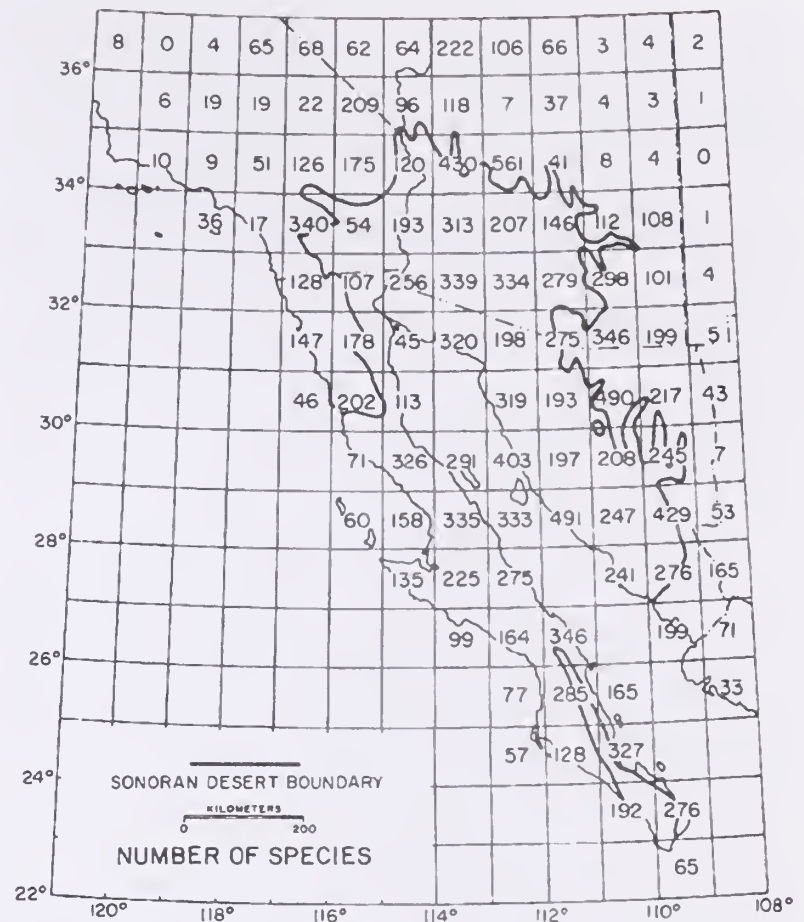 8 0 4 65 68 62 64 222 106 66 3 4 2
36°
6 19 19 22 209 96 118 7 37 4 3 1
10 9 51 126 175 120 430 561 41 8 4 0
34°
36 17 340 54 193 313 207 146 112 108 1
128 107 256 339 334 279 298 101 4
32°
147 178 45 320 198 275 346 199 51
46 202 113 319 193 490 217 43
30°
71 326 291 403 197 208 245 7
60 158 335 333 491 247 429 53
28°
135 225 275 241 276 165
99 164 346 199 71
26°
77 285 165 33
57 128 327
24°
SONORAN DESERT BOUNDARY
KILOMETERS
0 200
192 276
NUMBER OF SPECIES
65
22°
120° 118° 116° 114° 112° 110° 108°